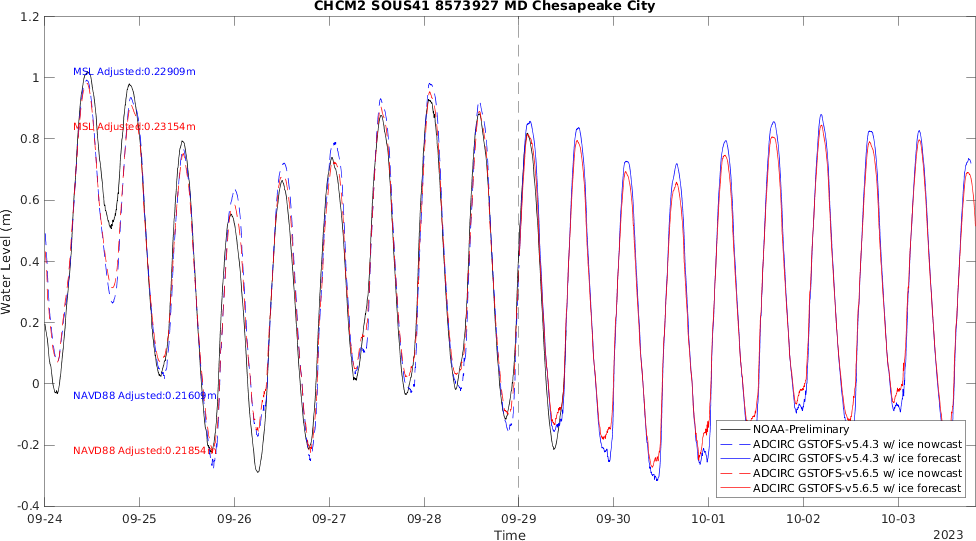 CHCM2 SOUS41 8573927 MD Chesapeake City
1.2
1
0.8
0.6
0.4
0.2
0
-0.2
-0.4
Water Level (m)
MSL Adjusted:0.22909m
MSL Adjusted:0.23154m
NAVD88 Adjusted:0.21609m
NAVD88 Adjusted:0.21854m
NOAA-Preliminary
ADCIRC GSTOFS-v5.4.3 w/ ice nowcast
ADCIRC GSTOFS-v5.4.3 w/ ice forecast
ADCIRC GSTOFS-v5.6.5 w/ ice nowcast
ADCIRC GSTOFS-v5.6.5 w/ ice forecast
09-24 09-25 09-26 09-27 09-28 09-29 09-30 10-01 10-02 10-03
Time
2023